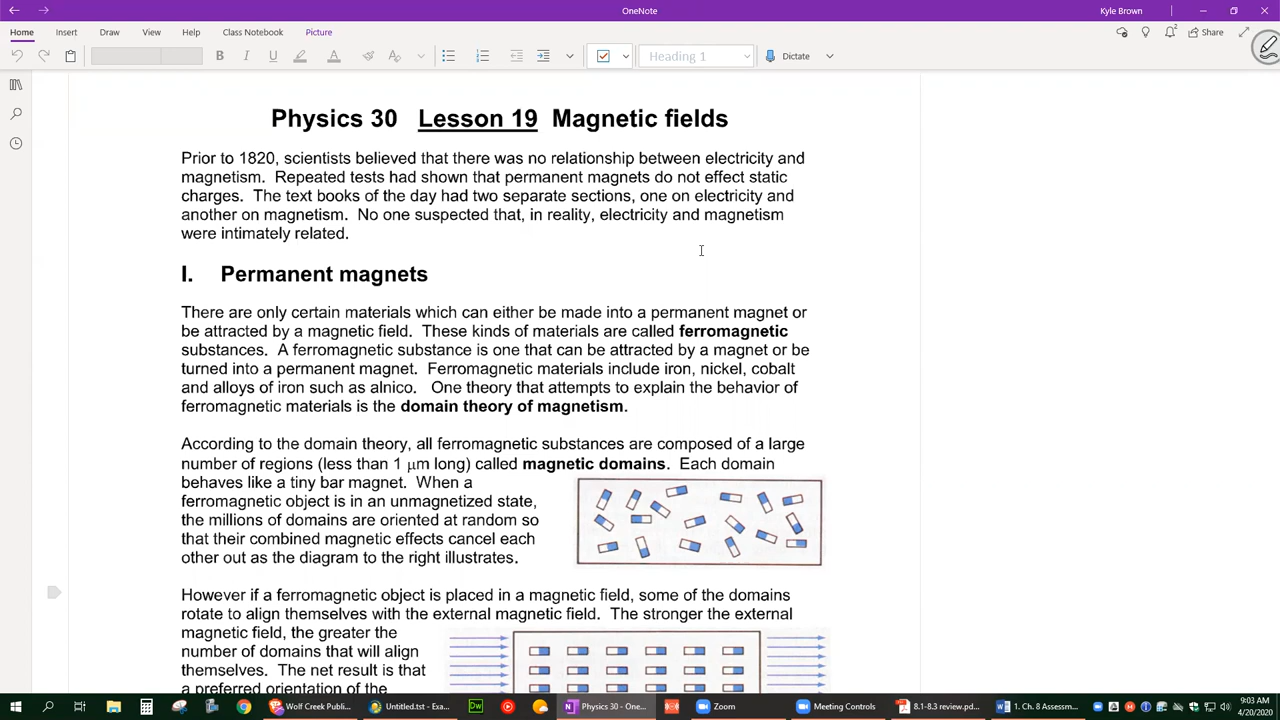 OneNote
Kyle Brown
Home Insert Draw View Help Class Notebook Picture
Share
B I U A Heading 1 Dictate
Physics 30 Lesson 19 Magnetic fields
Prior to 1820, scientists believed that there was no relationship between electricity and
magnetism. Repeated tests had shown that permanent magnets do not effect static
charges. The text books of the day had two separate sections, one on electricity and
another on magnetism. No one suspected that, in reality, electricity and magnetism
were intimately related.
I. Permanent magnets
There are only certain materials which can either be made into a permanent magnet or
be attracted by a magnetic field. These kinds of materials are called ferromagnetic
substances. A ferromagnetic substance is one that can be attracted by a magnet or be
turned into a permanent magnet. Ferromagnetic materials include iron, nickel, cobalt
and alloys of iron such as alnico. One theory that attempts to explain the behavior of
ferromagnetic materials is the domain theory of magnetism.
According to the domain theory, all ferromagnetic substances are composed of a large
number of regions (less than 1 μm long) called magnetic domains. Each domain
behaves like a tiny bar magnet. When a
ferromagnetic object is in an unmagnetized state,
the millions of domains are oriented at random so
that their combined magnetic effects cancel each
other out as the diagram to the right illustrates.
However if a ferromagnetic object is placed in a magnetic field, some of the domains
rotate to align themselves with the external magnetic field. The stronger the external
magnetic field, the greater the
number of domains that will align
themselves. The net result is that
a preferred orientation of the
Wolf Creek Publi... Untitled.tst - Exa... Dw Physics 30 - One... Zoom Meeting Controls 8.1-8.3 review.pd... 1. Ch. 8 Assessm...
9:03 AM
4/20/2020